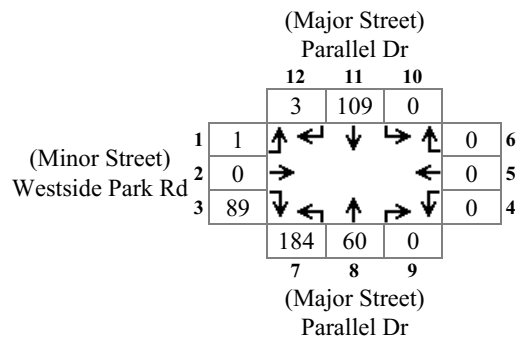 (Major Street)
Parallel Dr
12 11 10
3 109 0
1 1 0 6
(Minor Street)
Westside Park Rd
2 0 0 5
3 89 0 4
184 60 0
7 8 9
(Major Street)
Parallel Dr